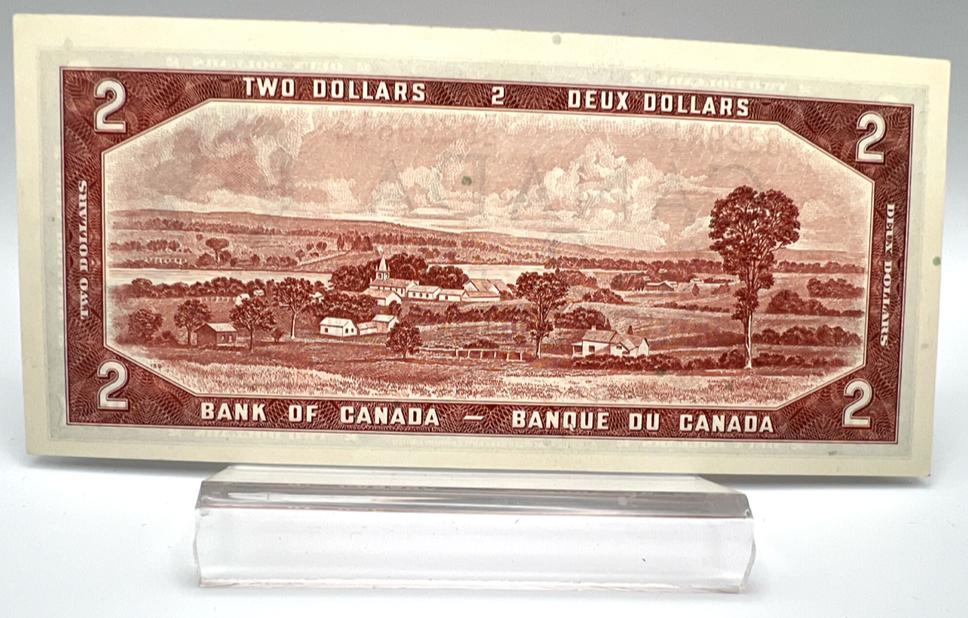 TWO DOLLARS 2 DEUX DOLLARS
2
2
TWO DOLLARS
CANADA
DEUX DOLLARS
2
2
BANK OF CANADA – BANQUE DU CANADA